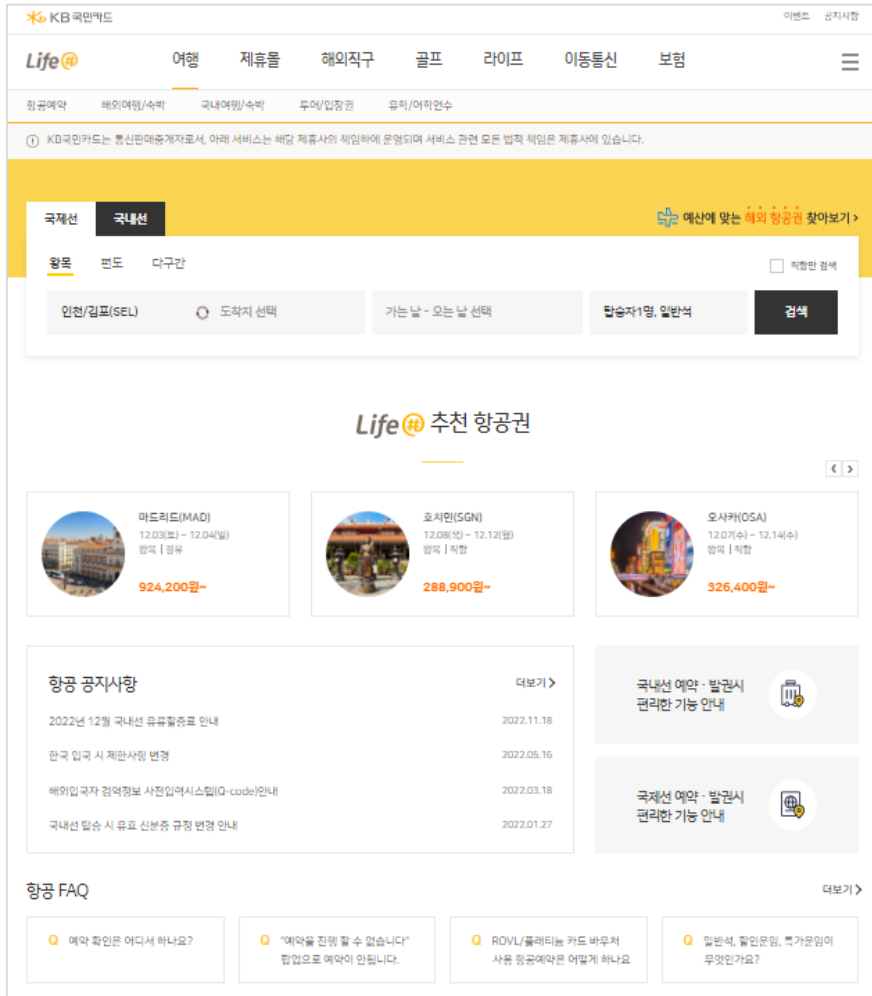 KB 국민카드
이벤트 공지사항
Life@
여행 제휴몰 해외직구 골프 라이프 이동통신 보험
항공예약 해외여행/숙박 국내여행/숙박 투어/입장권 유학/어학연수
KB국민카드는 통신판매중개자로서, 아래 서비스는 해당 제휴사의 책임하에 운영되며 서비스 관련 모든 법적 책임은 제휴사에 있습니다.
국제선 국내선
예산에 맞는 해외 항공권 찾아보기 >
왕복 편도 다구간
직항만 검색
인천/김포(SEL) 도착지 선택 가는 날 - 오는 날 선택 탑승자1명, 일반석 검색
Life@ 추천 항공권
마드리드(MAD)
12.03(토) ~ 12.04(일)
왕복 | 경유
924,200원~
호치민(SGN)
12.08(목) ~ 12.12(월)
왕복 | 직항
288,900원~
오사카(OSA)
12.07(수) ~ 12.14(수)
왕복 | 직항
326,400원~
항공 공지사항
더보기 >
2022년 12월 국내선 유류할증료 안내 2022.11.18
한국 입국 시 제한사항 변경 2022.05.16
해외입국자 검역정보 사전입력시스템(Q-code)안내 2022.03.18
국내선 탑승 시 유효 신분증 규정 변경 안내 2022.01.27
국내선 예약 · 발권시
편리한 기능 안내
국제선 예약 · 발권시
편리한 기능 안내
항공 FAQ
더보기 >
Q 예약 확인은 어디서 하나요?
Q "예약을 진행 할 수 없습니다"
팝업으로 예약이 안됩니다.
Q ROVL/플래티늄 카드 바우처
사용 항공예약은 어떻게 하나요
Q 일반석, 할인운임, 특가운임이
무엇인가요?